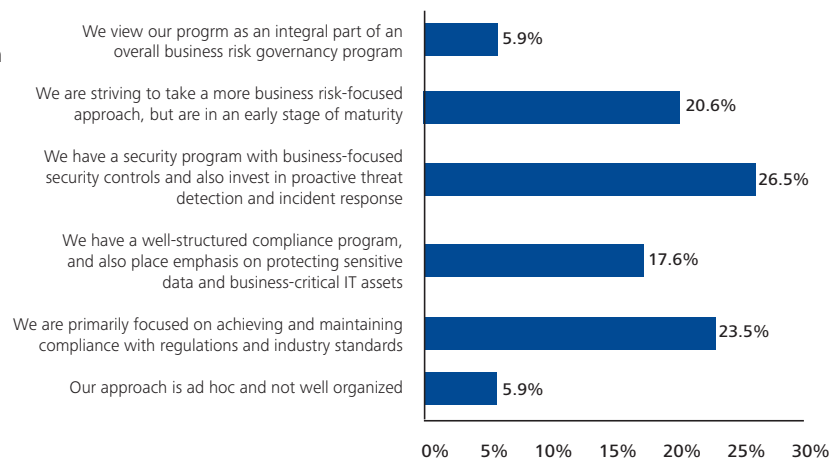 We view our progrm as an integral part of an
overall business risk governancy program
5.9%
We are striving to take a more business risk-focused
approach, but are in an early stage of maturity
20.6%
We have a security program with business-focused
security controls and also invest in proactive threat
detection and incident response
26.5%
We have a well-structured compliance program,
and also place emphasis on protecting sensitive
data and business-critical IT assets
17.6%
We are primarily focused on achieving and maintaining
compliance with regulations and industry standards
23.5%
Our approach is ad hoc and not well organized
5.9%
0% 5% 10% 15% 20% 25% 30%